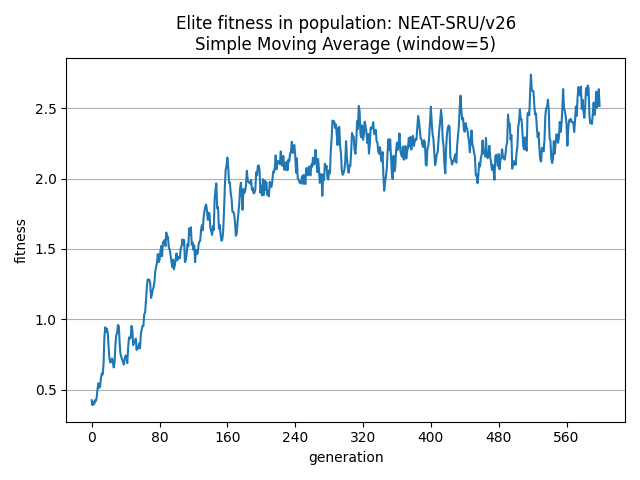 Elite fitness in population: NEAT-SRU/v26
Simple Moving Average (window=5)
fitness
2.5
2.0
1.5
1.0
0.5
0 80 160 240 320 400 480 560
generation